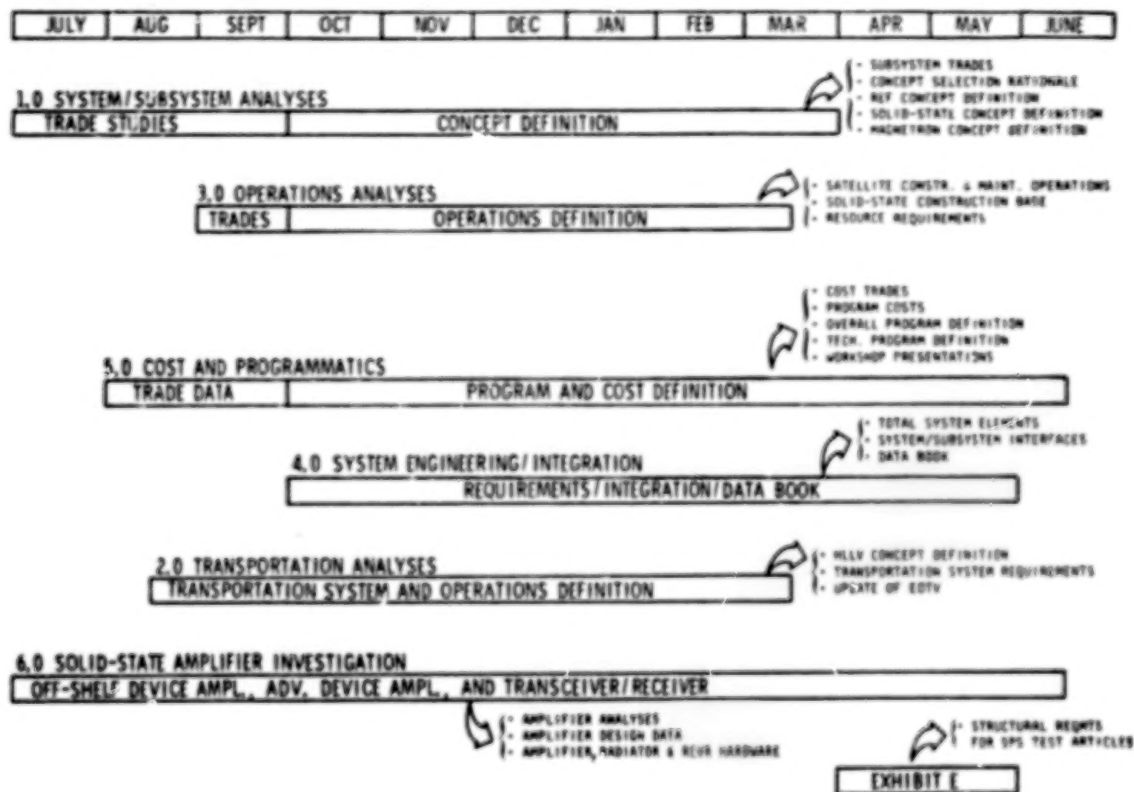 JULY AUG SEPT OCT NOV DEC JAN FEB MAR APR MAY JUNE
1.0 SYSTEM/SUBSYSTEM ANALYSES
TRADE STUDIES CONCEPT DEFINITION
- SUBSYSTEM TRADES
- CONCEPT SELECTION RATIONALE
- REF CONCEPT DEFINITION
- SOLID-STATE CONCEPT DEFINITION
- MAGNETRON CONCEPT DEFINITION
3.0 OPERATIONS ANALYSES
TRADES OPERATIONS DEFINITION
- SATELLITE CONSTR. & MAINT. OPERATIONS
- SOLID-STATE CONSTRUCTION BASE
- RESOURCE REQUIREMENTS
- COST TRADES
- PROGRAM COSTS
- OVERALL PROGRAM DEFINITION
- TECH. PROGRAM DEFINITION
- WORKSHOP PRESENTATIONS
5.0 COST AND PROGRAMMATICS
TRADE DATA PROGRAM AND COST DEFINITION
- TOTAL SYSTEM ELEMENTS
- SYSTEM/SUBSYSTEM INTERFACES
- DATA BOOK
4.0 SYSTEM ENGINEERING/INTEGRATION
REQUIREMENTS/INTEGRATION/DATA BOOK
2.0 TRANSPORTATION ANALYSES
TRANSPORTATION SYSTEM AND OPERATIONS DEFINITION
- HLLV CONCEPT DEFINITION
- TRANSPORTATION SYSTEM REQUIREMENTS
- UPDATE OF EOTV
6.0 SOLID-STATE AMPLIFIER INVESTIGATION
OFF-SHELF DEVICE AMPL., ADV. DEVICE AMPL., AND TRANSCEIVER/RECEIVER
- AMPLIFIER ANALYSES
- AMPLIFIER DESIGN DATA
- AMPLIFIER, RADIATOR & RCVR HARDWARE
- STRUCTURAL REQMTS
FOR SPS TEST ARTICLES
EXHIBIT E